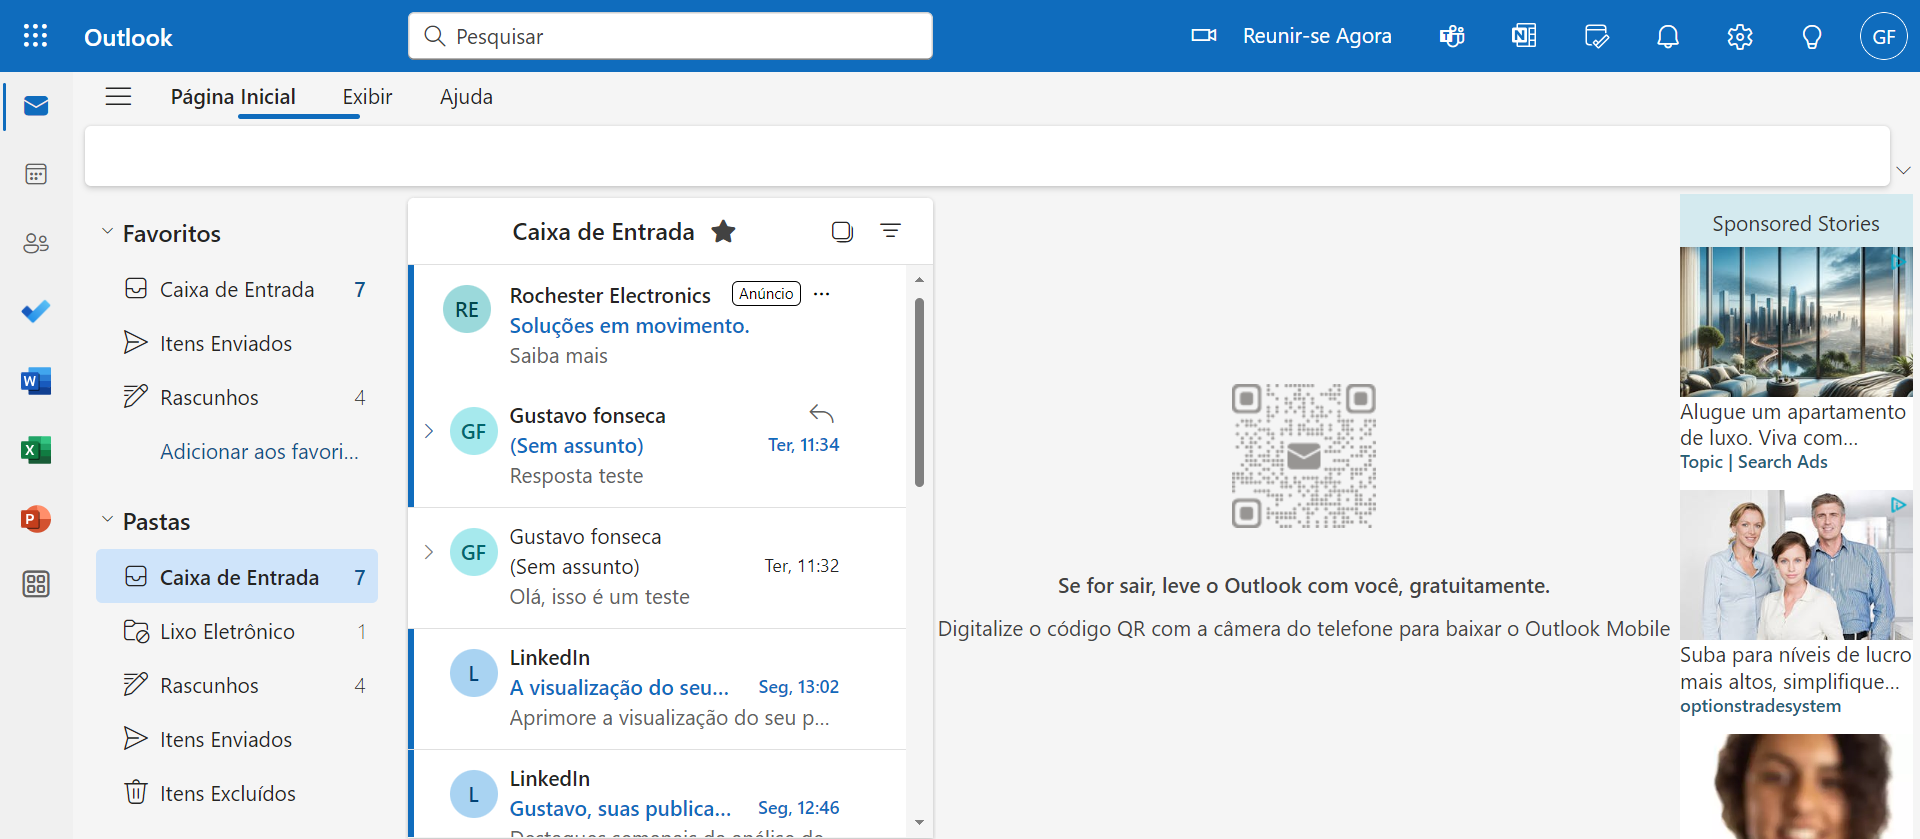 Outlook
Pesquisar
Reunir-se Agora
GF
Página Inicial
Exibir
Ajuda
Favoritos
Caixa de Entrada 7
Itens Enviados
Rascunhos 4
Adicionar aos favori...
Pastas
Caixa de Entrada 7
Lixo Eletrônico 1
Rascunhos 4
Itens Enviados
Itens Excluídos
Caixa de Entrada
RE
Rochester Electronics
Anúncio
Soluções em movimento.
Saiba mais
GF
Gustavo fonseca
(Sem assunto)
Ter, 11:34
Resposta teste
GF
Gustavo fonseca
(Sem assunto)
Ter, 11:32
Olá, isso é um teste
L
LinkedIn
A visualização do seu...
Seg, 13:02
Aprimore a visualização do seu p...
L
LinkedIn
Gustavo, suas publica...
Seg, 12:46
Se for sair, leve o Outlook com você, gratuitamente.
Digitalize o código QR com a câmera do telefone para baixar o Outlook Mobile
Sponsored Stories
Alugue um apartamento
de luxo. Viva com...
Topic | Search Ads
Suba para níveis de lucro
mais altos, simplifique...
optionstradesystem